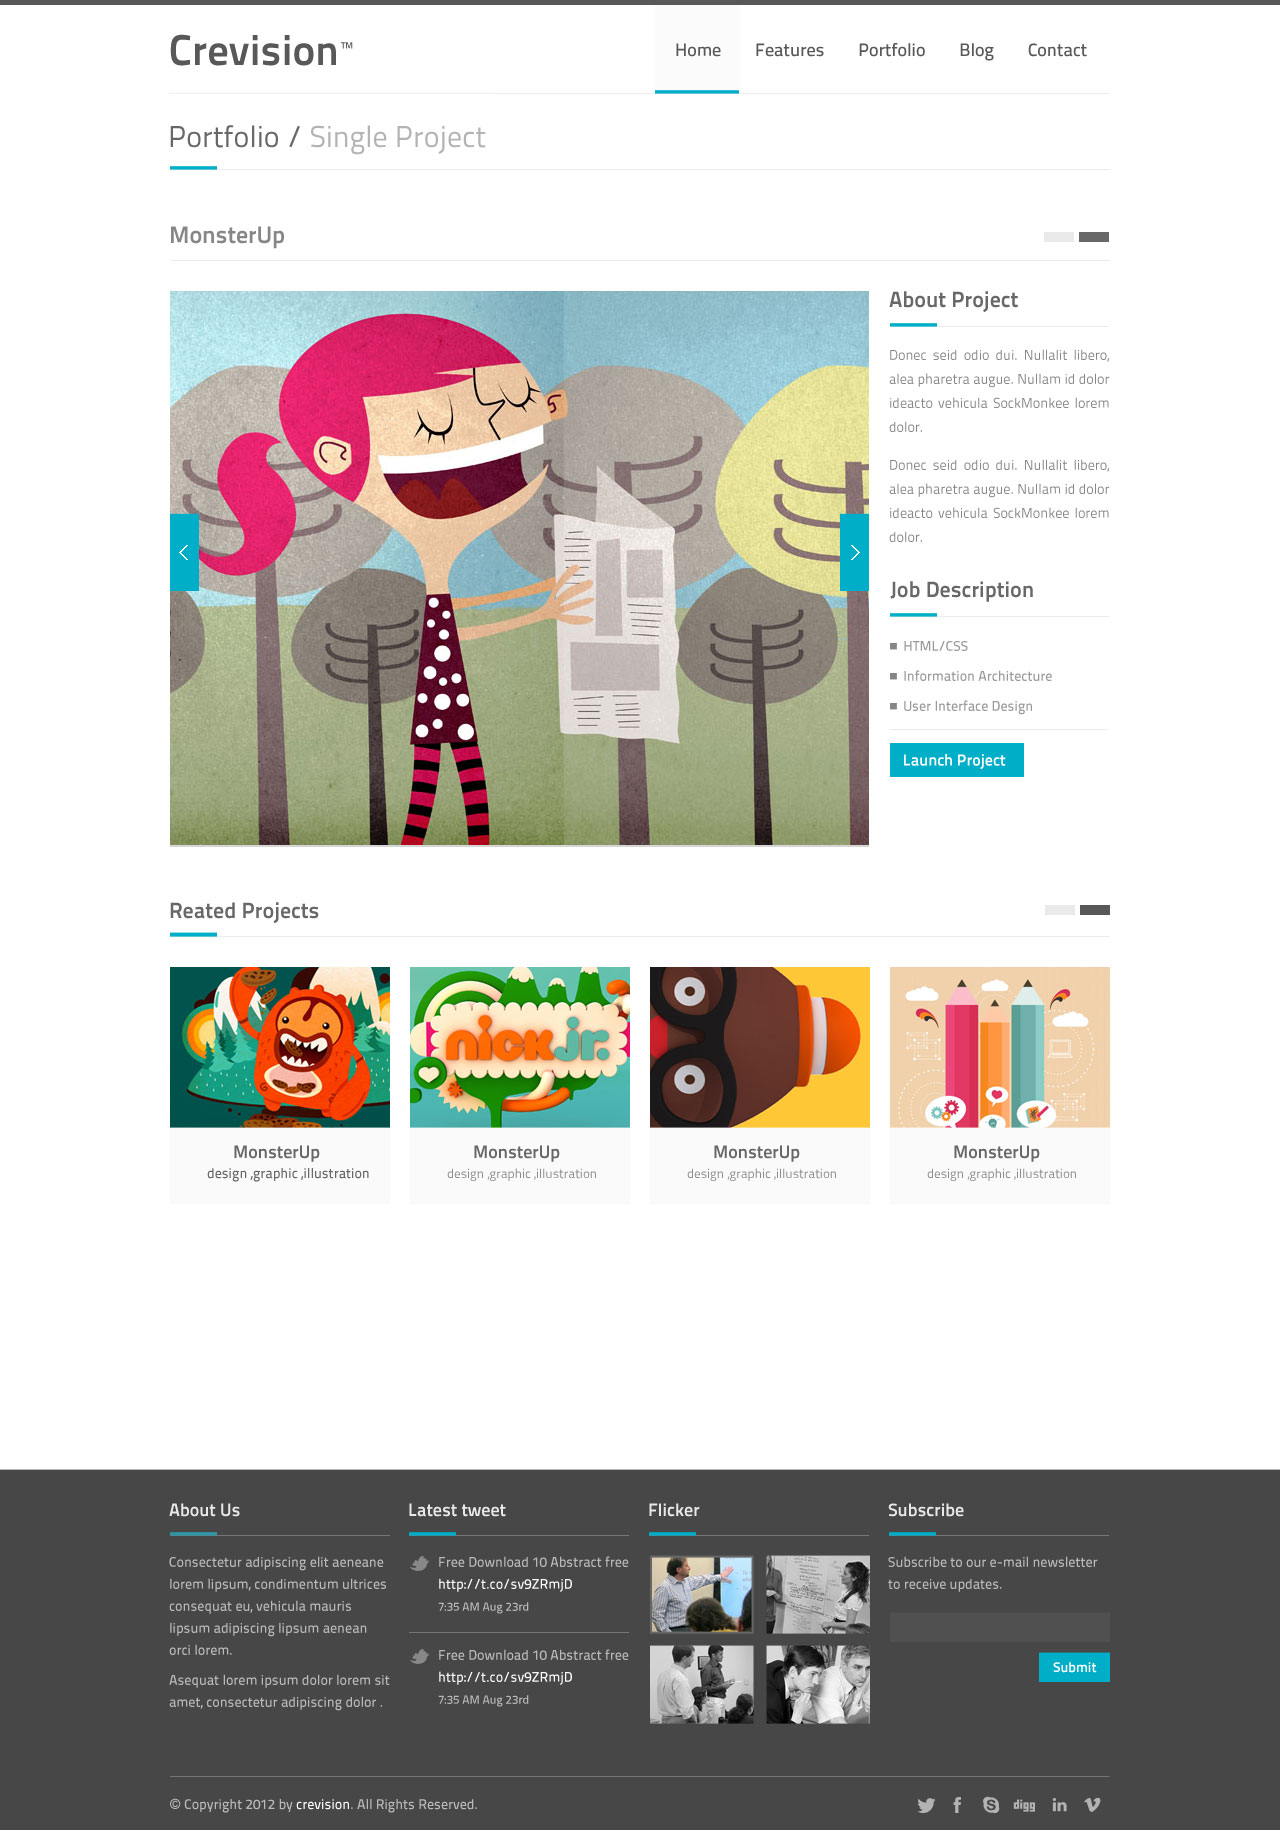 Crevision™
Home Features Portfolio Blog Contact
Portfolio / Single Project
MonsterUp
About Project
Donec seid odio dui. Nullalit libero,
alea pharetra augue. Nullam id dolor
ideacto vehicula SockMonkee lorem
dolor.
Donec seid odio dui. Nullalit libero,
alea pharetra augue. Nullam id dolor
ideacto vehicula SockMonkee lorem
dolor.
Job Description
HTML/CSS
Information Architecture
User Interface Design
Launch Project
Reated Projects
nick jr.
MonsterUp
design ,graphic ,illustration
MonsterUp
design ,graphic ,illustration
MonsterUp
design ,graphic ,illustration
MonsterUp
design ,graphic ,illustration
About Us
Consectetur adipiscing elit aeneane
lorem lipsum, condimentum ultrices
consequat eu, vehicula mauris
lipsum adipiscing lipsum aenean
orci lorem.
Asequat lorem ipsum dolor lorem sit
amet, consectetur adipiscing dolor .
Latest tweet
Free Download 10 Abstract free
http://t.co/sv9ZRmjD
7:35 AM Aug 23rd
Free Download 10 Abstract free
http://t.co/sv9ZRmjD
7:35 AM Aug 23rd
Flicker
Subscribe
Subscribe to our e-mail newsletter
to receive updates.
Submit
© Copyright 2012 by crevision. All Rights Reserved.
digg
in